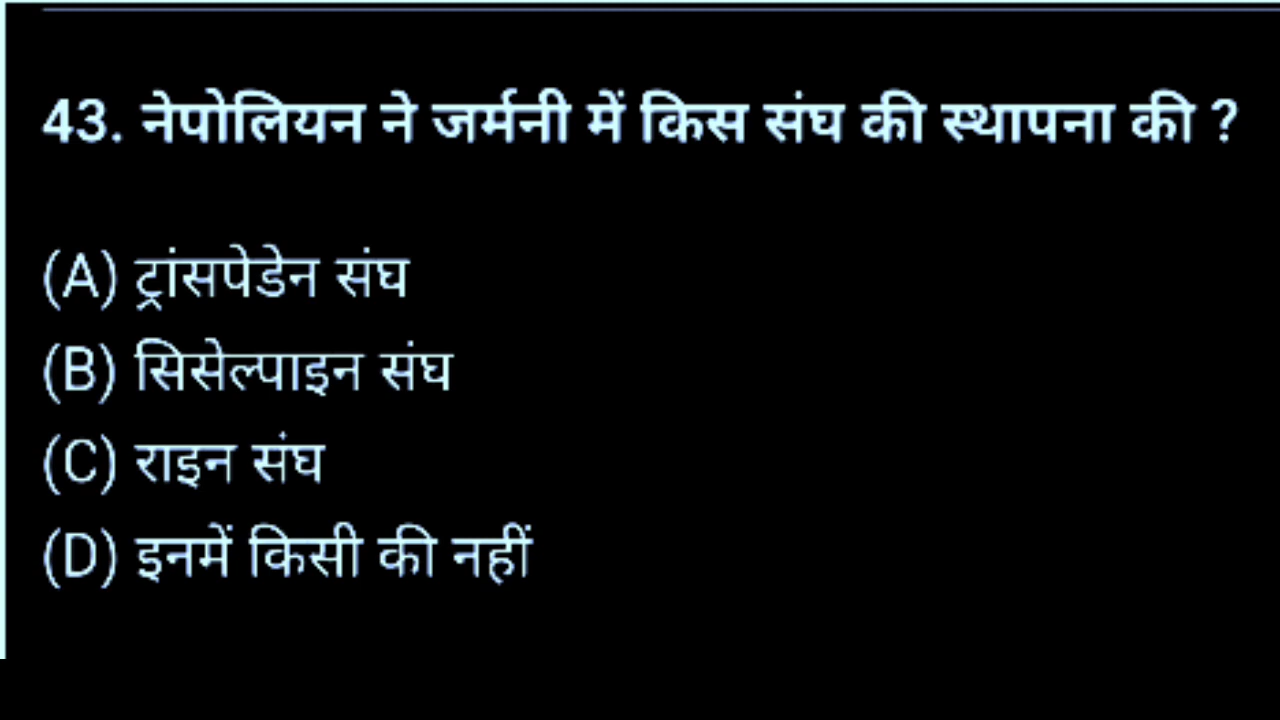 43. नेपोलियन ने जर्मनी में किस संघ की स्थापना की ?
(A) ट्रांसपेडेन संघ
(B) सिसेल्पाइन संघ
(C) राइन संघ
(D) इनमें किसी की नहीं